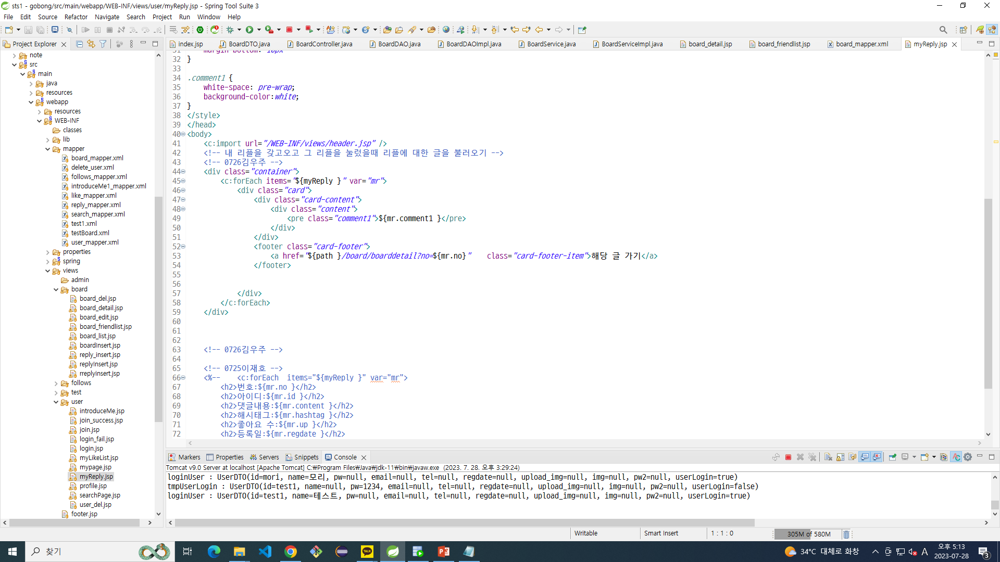 sts1 - gobong/src/main/webapp/WEB-INF/views/user/myReply.jsp - Spring Tool Suite 3
File Edit Source Refactor Navigate Search Project Run Window Help
Project Explorer
note
src
main
java
resources
webapp
resources
WEB-INF
classes
lib
mapper
board_mapper.xml
delete_user.xml
follows_mapper.xml
introduceMe1_mapper.xml
like_mapper.xml
reply_mapper.xml
search_mapper.xml
test1.xml
testBoard.xml
user_mapper.xml
properties
spring
views
admin
board
board_del.jsp
board_detail.jsp
board_edit.jsp
board_friendlist.jsp
board_list.jsp
boardInsert.jsp
reply_insert.jsp
replyInsert.jsp
rreplyinsert.jsp
follows
test
user
introduceMe.jsp
join_success.jsp
join.jsp
login_fail.jsp
login.jsp
myLikeList.jsp
mypage.jsp
myReply.jsp
profile.jsp
searchPage.jsp
user_del.jsp
footer.jsp
index.jsp BoardDTO.java BoardController.java BoardDAO.java BoardDAOImpl.java BoardService.java BoardServiceImpl.java board_detail.jsp board_friendlist.jsp board_mapper.xml myReply.jsp
31 margin-bottom: 10px
32 }
33
34 .comment1 {
35 white-space: pre-wrap;
36 background-color:white;
37 }
38 </style>
39 </head>
40 <body>
41 <c:import url="/WEB-INF/views/header.jsp" />
42 <!-- 내 리플을 갖고오고 그 리플을 눌렀을때 리플에 대한 글을 불러오기 -->
43 <!-- 0726김우주 -->
44 <div class="container">
45 <c:forEach items="${myReply }" var="mr">
46 <div class="card">
47 <div class="card-content">
48 <div class="content">
49 <pre class="comment1">${mr.comment1 }</pre>
50 </div>
51 </div>
52 <footer class="card-footer">
53 <a href="${path }/board/boarddetail?no=${mr.no}" class="card-footer-item">해당 글 가기</a>
54 </footer>
55
56
57 </div>
58 </c:forEach>
59 </div>
60
61
62
63 <!-- 0726김우주 -->
64
65 <!-- 0725이재호 -->
66 <%-- <c:forEach items="${myReply }" var="mr">
67 <h2>번호:${mr.no }</h2>
68 <h2>아이디:${mr.id }</h2>
69 <h2>댓글내용:${mr.content }</h2>
70 <h2>해시태그:${mr.hashtag }</h2>
71 <h2>좋아요 수:${mr.up }</h2>
72 <h2>등록일:${mr.regdate }</h2>
Markers Properties Servers Snippets Console
Tomcat v9.0 Server at localhost [Apache Tomcat] C:₩Program Files₩Java₩jdk-11₩bin₩javaw.exe (2023. 7. 28. 오후 3:29:24)
loginUser : UserDTO(id=mori, name=모리, pw=null, email=null, tel=null, regdate=null, upload_img=null, img=null, pw2=null, userLogin=true)
tmpUserLogin : UserDTO(id=test1, name=null, pw=1234, email=null, tel=null, regdate=null, upload_img=null, img=null, pw2=null, userLogin=false)
loginUser : UserDTO(id=test1, name=테스트, pw=null, email=null, tel=null, regdate=null, upload_img=null, img=null, pw2=null, userLogin=true)
Writable Smart Insert 1 : 1 : 0 305M of 580M
찾기 TALK 34°C 대체로 화창 A 오후 5:13
2023-07-28 3